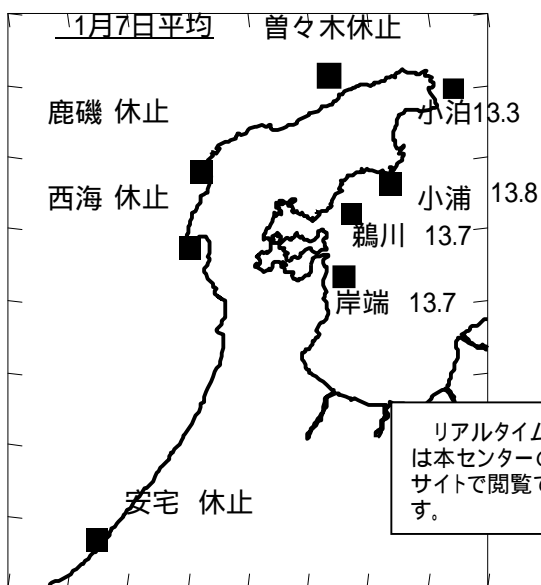 1月7日平均
曽々木休止
鹿磯 休止
小泊13.3
西海 休止
小浦 13.8
鵜川 13.7
岸端 13.7
リアルタイム
は本センターの
サイトで閲覧で
す。
安宅 休止